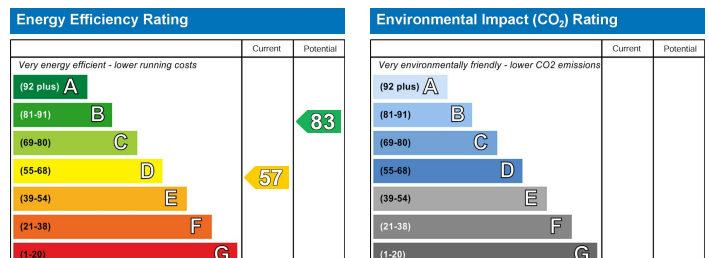 Energy Efficiency Rating
Current Potential
Very energy efficient - lower running costs
(92 plus) A
(81-91) B
83
(69-80) C
(55-68) D
57
(39-54) E
(21-38) F
(1-20) G
Environmental Impact (CO2) Rating
Current Potential
Very environmentally friendly - lower CO2 emissions
(92 plus) A
(81-91) B
(69-80) C
(55-68) D
(39-54) E
(21-38) F
(1-20) G